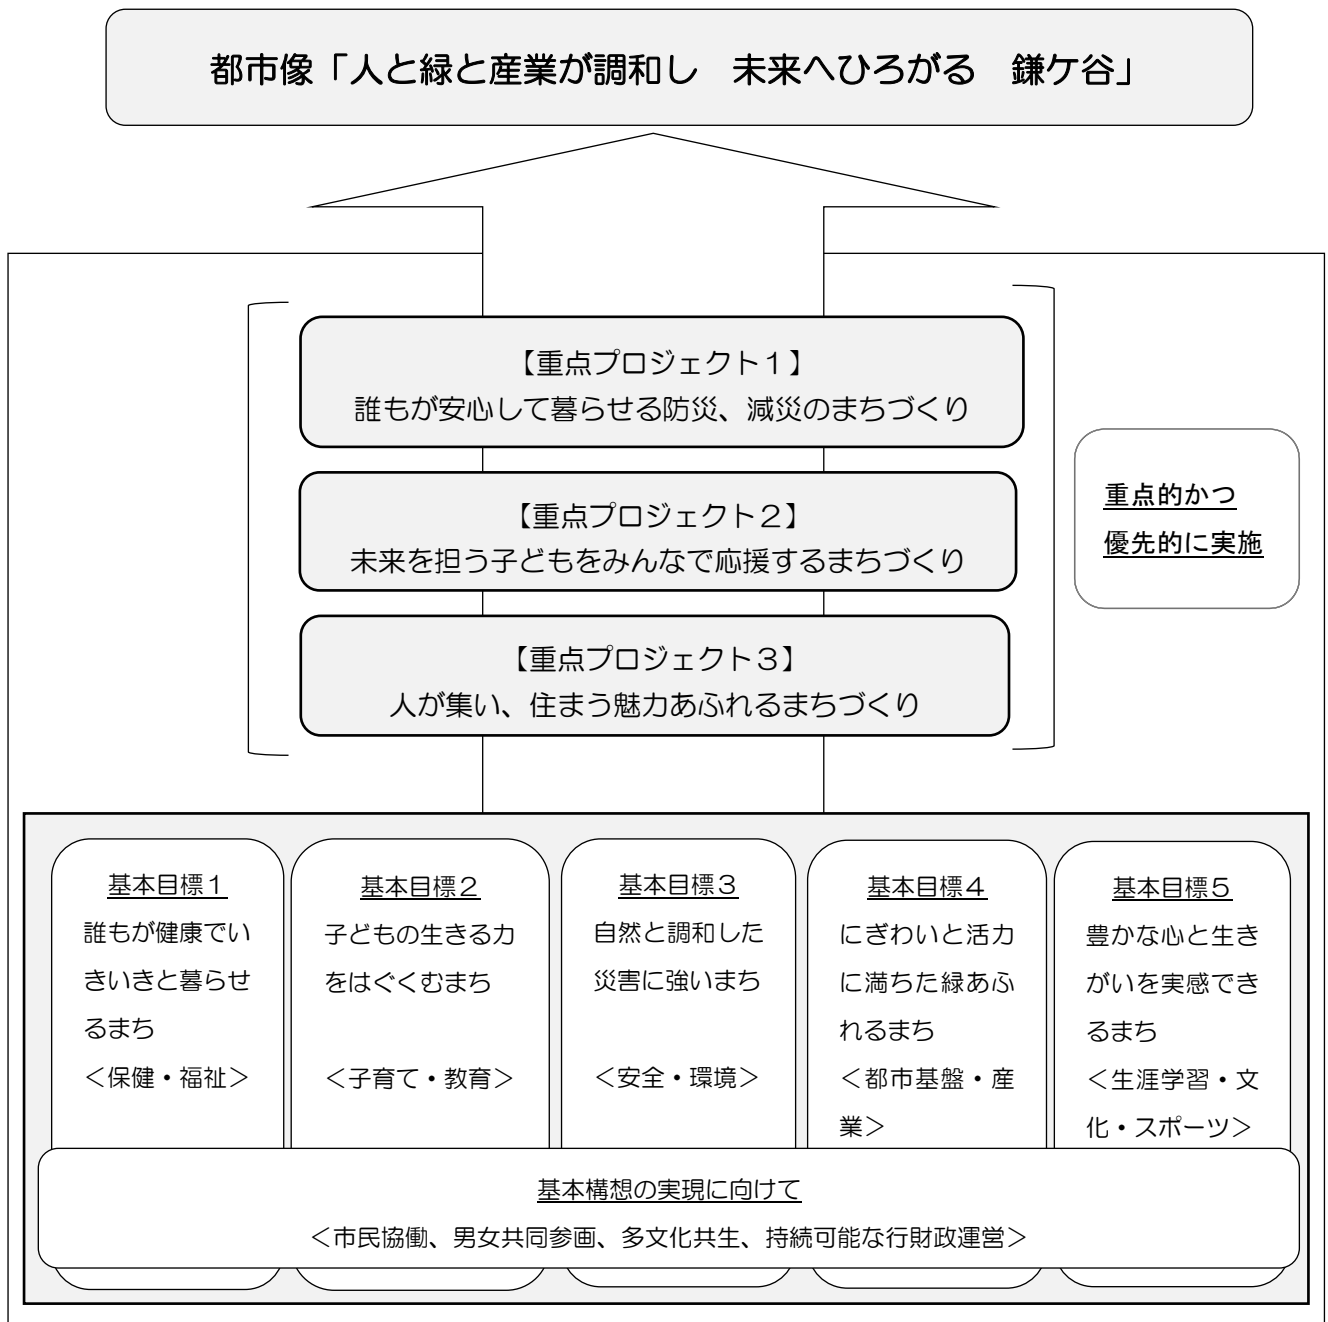 都市像「人と緑と産業が調和し　未来へひろがる　鎌ケ谷」
【重点プロジェクト１】
誰もが安心して暮らせる防災、減災のまちづくり
【重点プロジェクト２】
未来を担う子どもをみんなで応援するまちづくり
【重点プロジェクト３】
人が集い、住まう魅力あふれるまちづくり
重点的かつ
優先的に実施
基本目標１
誰もが健康でい
きいきと暮らせ
るまち
＜保健・福祉＞
基本目標２
子どもの生きる力
をはぐくむまち
＜子育て・教育＞
基本目標３
自然と調和した
災害に強いまち
＜安全・環境＞
基本目標４
にぎわいと活力
に満ちた緑あふ
れるまち
＜都市基盤・産
業＞
基本目標５
豊かな心と生き
がいを実感でき
るまち
＜生涯学習・文
化・スポーツ＞
基本構想の実現に向けて
＜市民協働、男女共同参画、多文化共生、持続可能な行財政運営＞